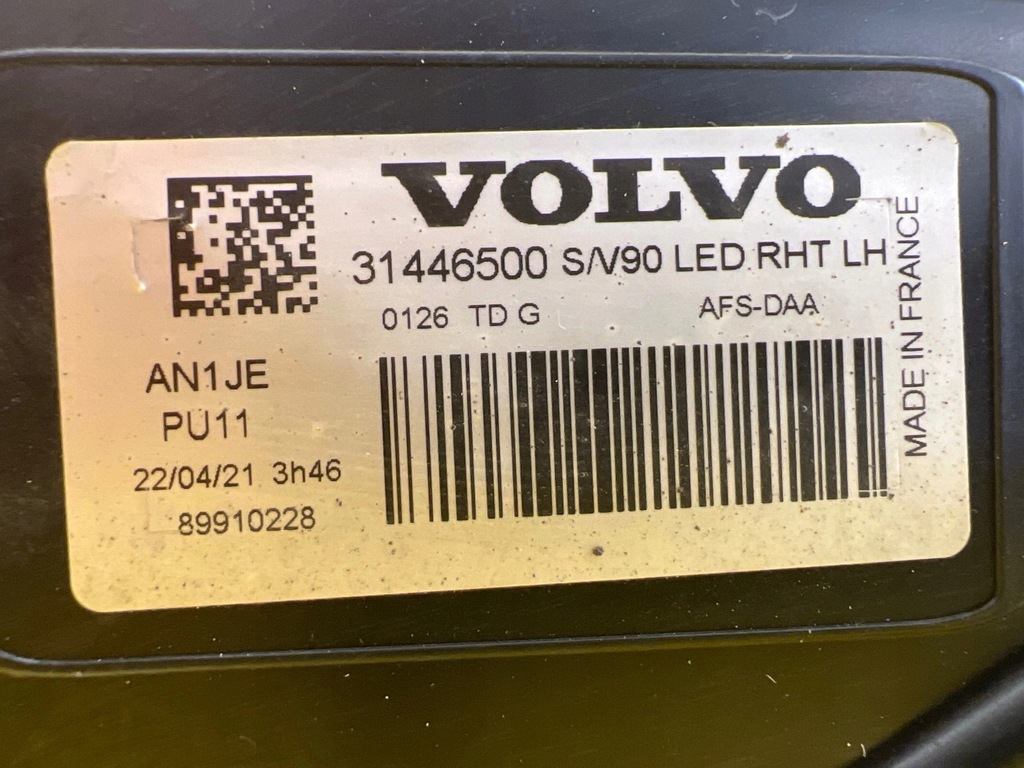 VOLVO
31446500 S/V90 LED RHT LH
0126 TD G AFS-DAA
AN1JE
PU11
22/04/21 3h46
89910228
MADE IN FRANCE